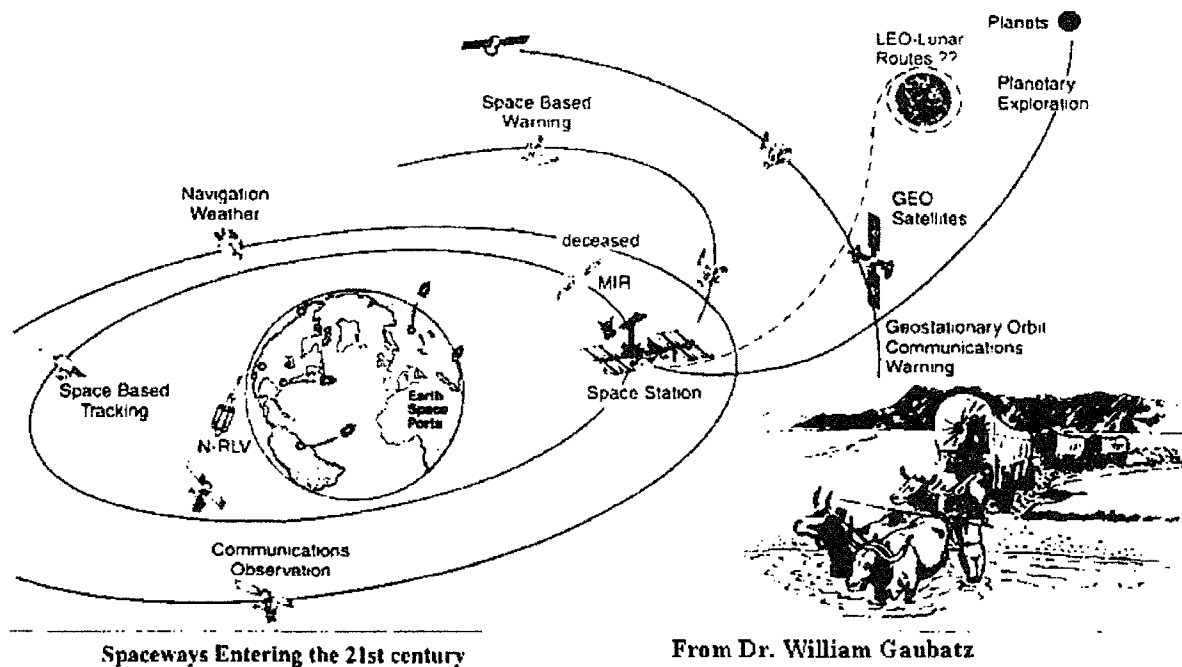 Planets
LEO-Lunar
Routes ??
Planetary
Exploration
Space Based
Warning
Navigation
Weather
GEO
Satellites
deceased
MIR
Geostationary Orbit
Communications
Warning
Space Station
Space Based
Tracking
Earth
Space
Ports
N-RLV
Communications
Observation
Spaceways Entering the 21st century
From Dr. William Gaubatz